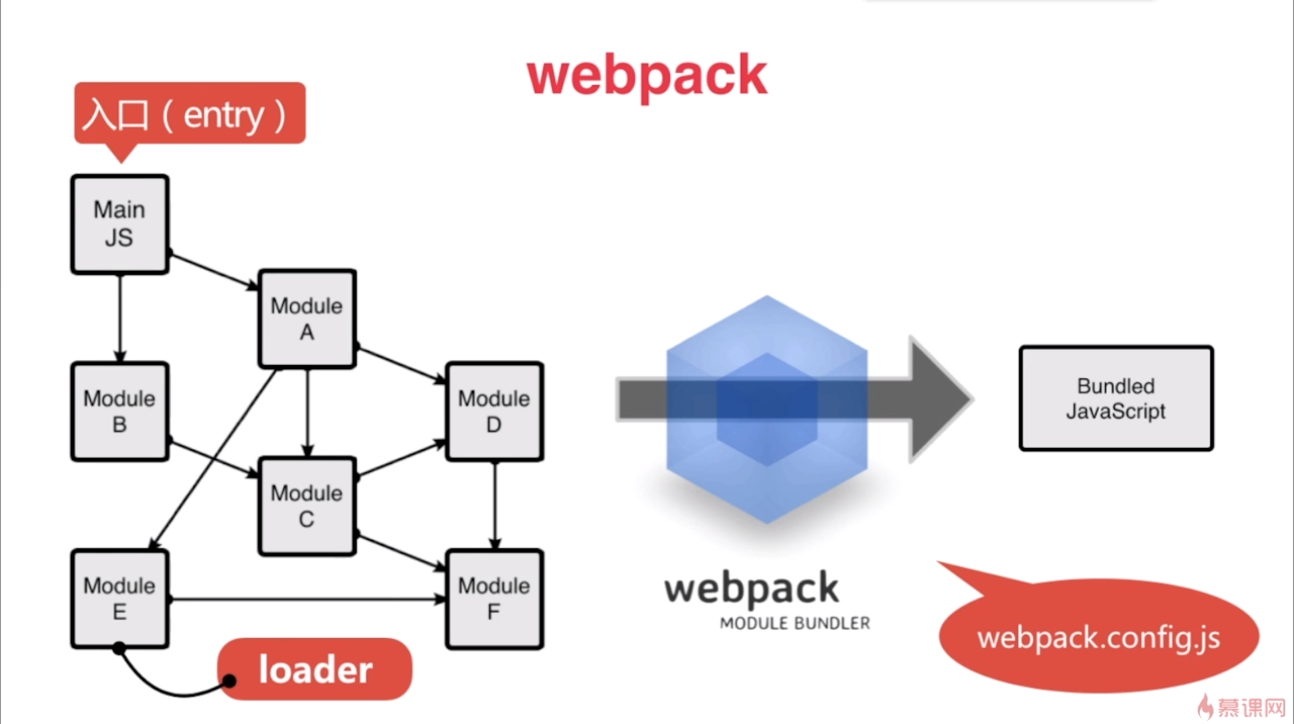 webpack
入口（entry）
Main
JS
Module
A
Module
B
Module
D
Module
C
Module
E
Module
F
loader
webpack
MODULE BUNDLER
Bundled
JavaScript
webpack.config.js
慕课网